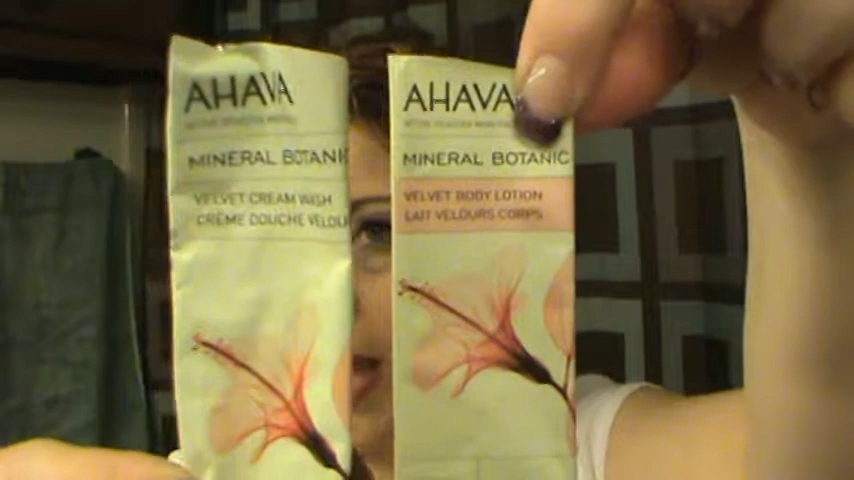 AHAVA
MINERAL BOTANIC
VELVET CREAM WASH
CRÈME DOUCHE VELOU
AHAVA
MINERAL BOTANIC
VELVET BODY LOTION
LAIT VELOURS CORPS